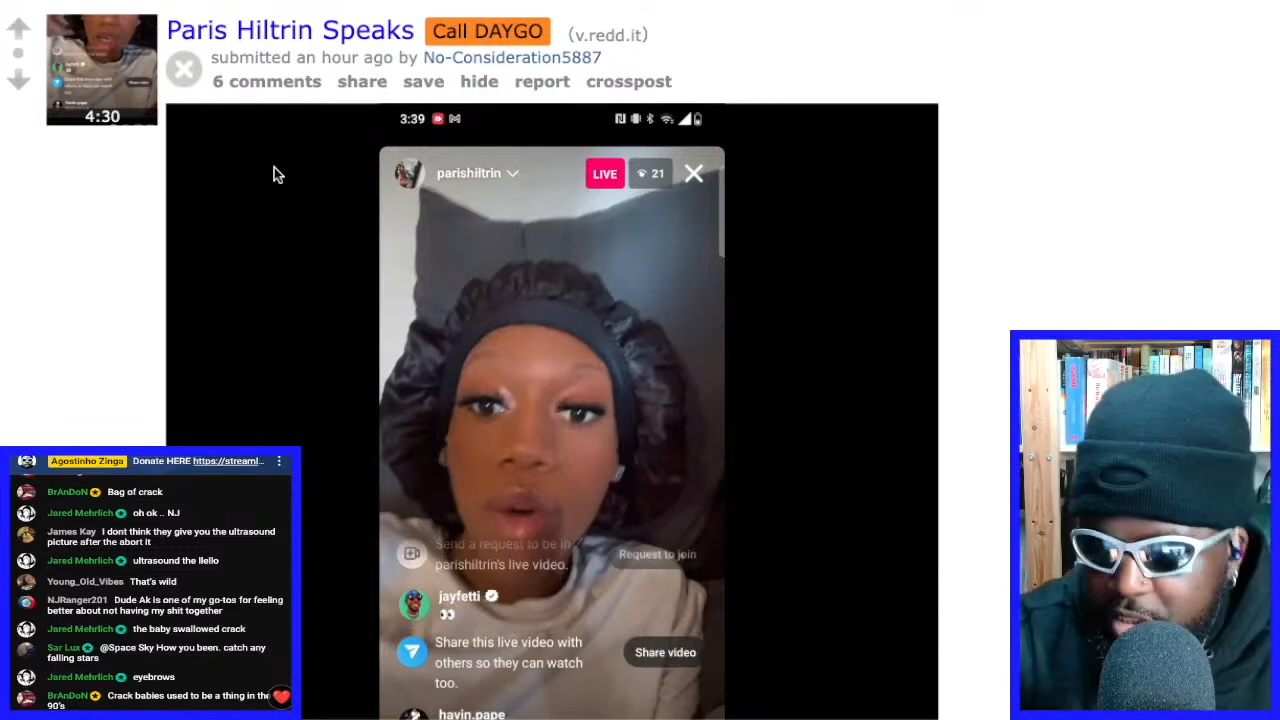 Paris Hiltrin Speaks Call DAYGO (v.redd.it)
submitted an hour ago by No-Consideration5887
6 comments share save hide report crosspost
4:30
3:39
parishiltrin LIVE 21
Send a request to be in
parishiltrin's live video.
Request to join
jayfetti
👀
Share this live video with
others so they can watch
too.
Share video
havin.pape
Agostinho Zinga Donate HERE https://streaml...
BrAnDoN Bag of crack
Jared Mehrlich oh ok .. NJ
James Kay I dont think they give you the ultrasound
picture after the abort it
Jared Mehrlich ultrasound the llello
Young_Old_Vibes That's wild
NJRanger201 Dude Ak is one of my go-tos for feeling
better about not having my shit together
Jared Mehrlich the baby swallowed crack
Sar Lux @Space Sky How you been. catch any
falling stars
Jared Mehrlich eyebrows
BrAnDoN Crack babies used to be a thing in the
90's